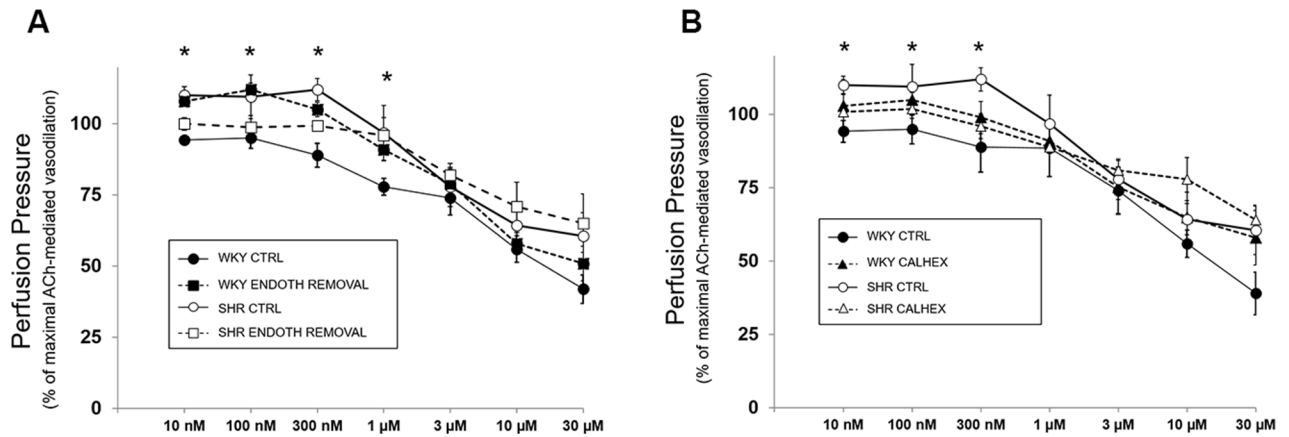 A
*
*
*
*
Perfusion Pressure
(% of maximal ACh-mediated vasodilation)
100
75
50
25
0
WKY CTRL
WKY ENDOTH REMOVAL
SHR CTRL
SHR ENDOTH REMOVAL
10 nM 100 nM 300 nM 1 µM 3 µM 10 µM 30 µM
B
*
*
*
Perfusion Pressure
(% of maximal ACh-mediated vasodilation)
100
75
50
25
0
WKY CTRL
WKY CALHEX
SHR CTRL
SHR CALHEX
10 nM 100 nM 300 nM 1 µM 3 µM 10 µM 30 µM